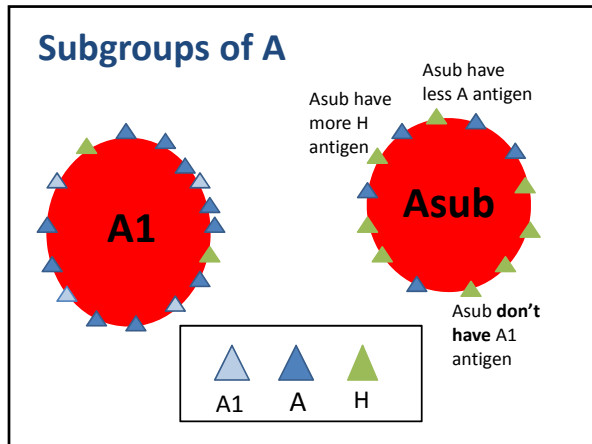 Subgroups of A
Asub have
less A antigen
Asub have
more H
antigen
A1
Asub
Asub don't
have A1
antigen
A1
A
H